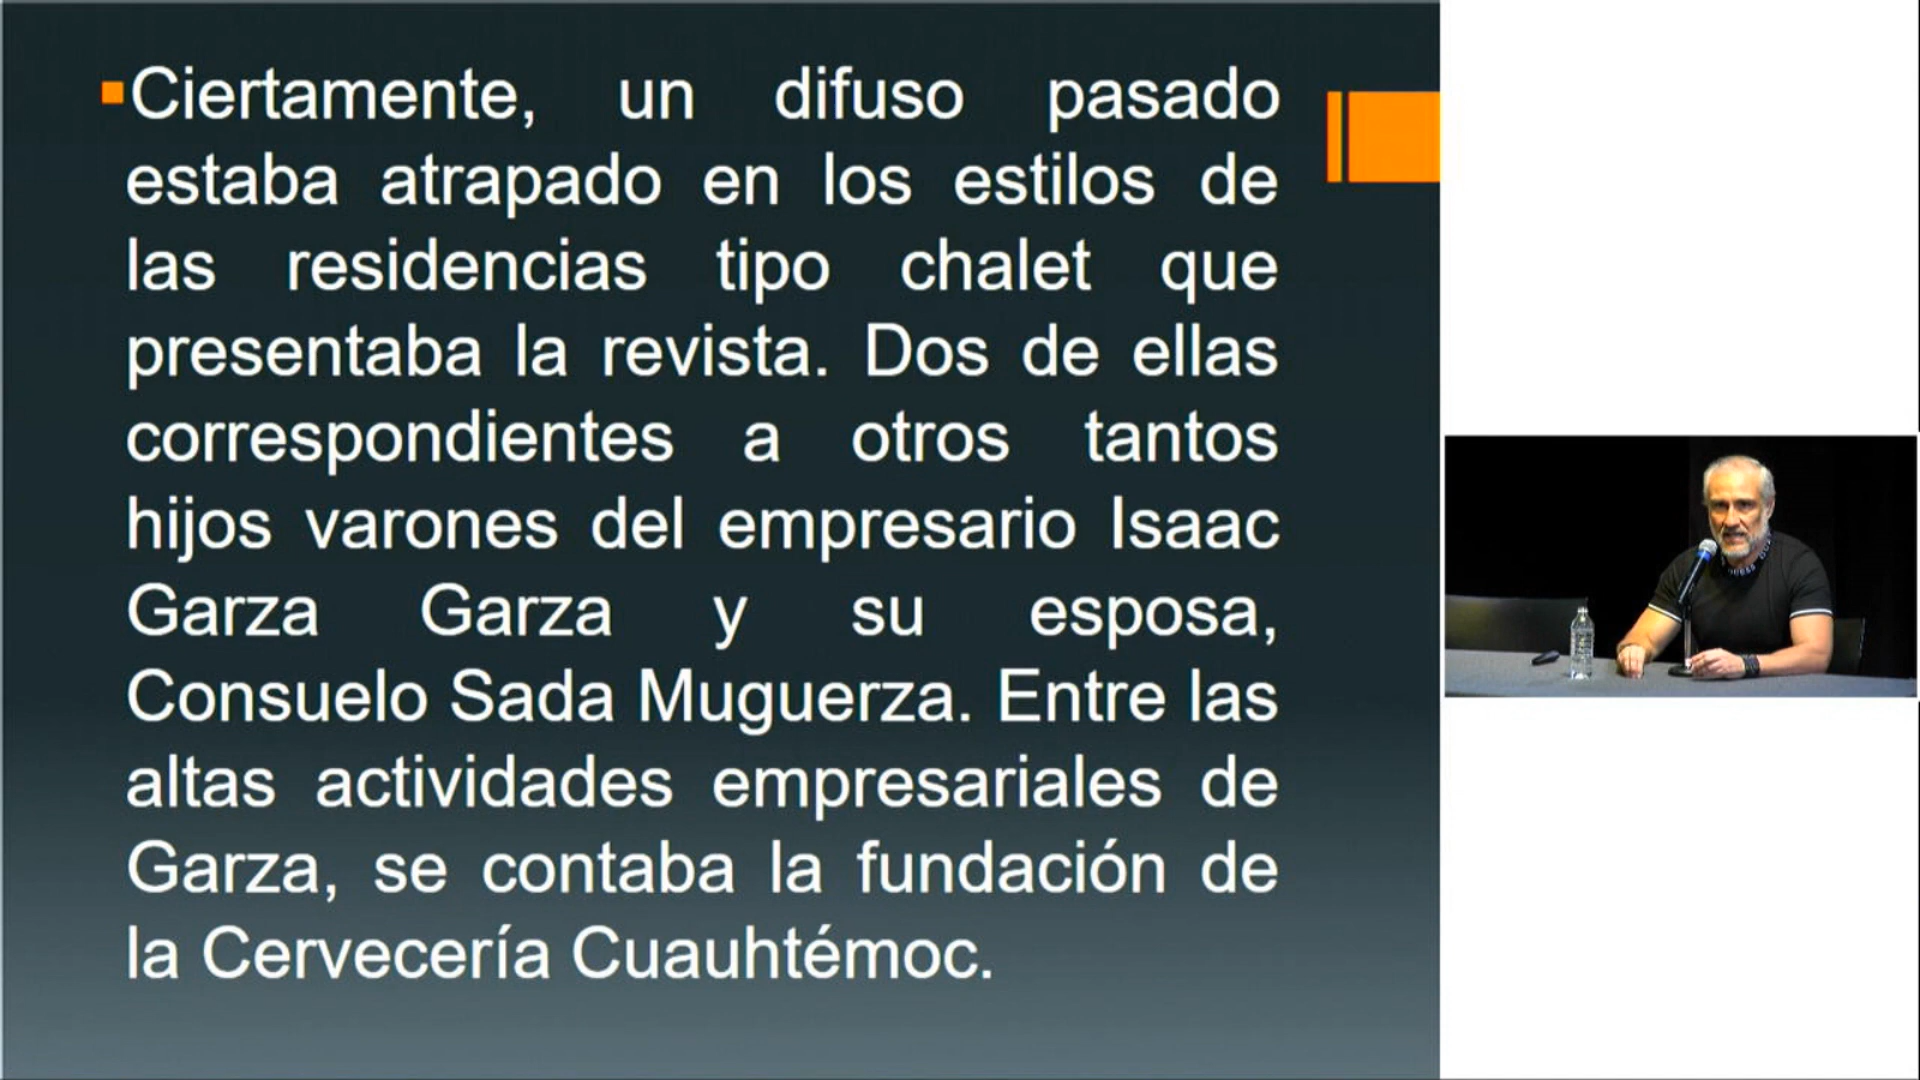 Ciertamente, un difuso pasado
estaba atrapado en los estilos de
las residencias tipo chalet que
presentaba la revista. Dos de ellas
correspondientes a otros tantos
hijos varones del empresario Isaac
Garza Garza y su esposa,
Consuelo Sada Muguerza. Entre las
altas actividades empresariales de
Garza, se contaba la fundación de
la Cervecería Cuauhtémoc.